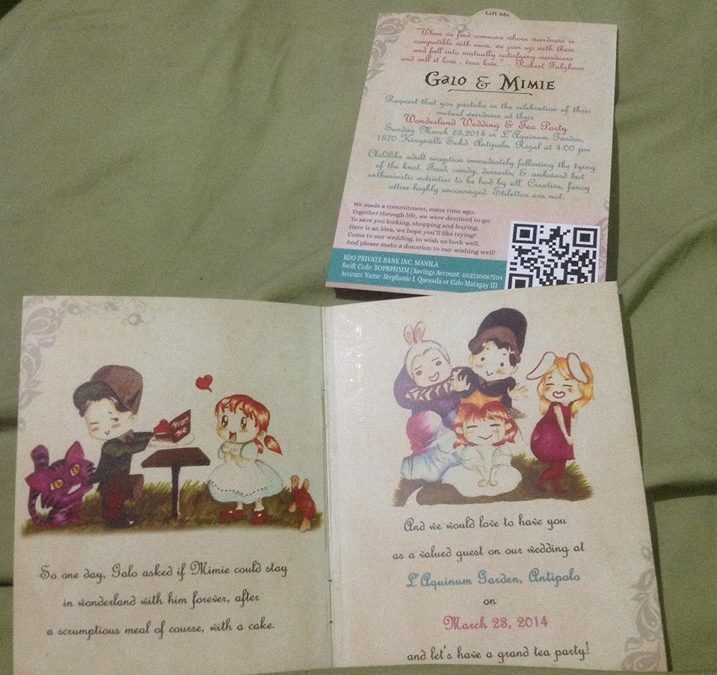 Lift Me
"When we find someone whose weirdness is
compatible with ours, we join up with them
and fall into mutually satisfying weirdness
and call it love , true love." - Robert Fulghum
Galo & Mimie
Request that you partake in the celebration of their
mutual weirdness at their
Wonderland Wedding & Tea Party
Sunday March 23,2014 in L'Aquinum Garden,
Kingsville Subd. Antipolo, Rizal at 4:00 pm
Childlike adult reception immediately following the tying
of the knot. Food, candy, desserts, & awkward but
enthusiastic activities to be had by all. Creative, fancy
attire highly encouraged. Stilettos are not.
We made a commitment, some time ago,
Together through life, we were destined to go.
To save you looking, shopping and buying,
Here is an idea, we hope you'll like trying!
Come to our wedding, to wish us both well,
And please make a donation to our wishing well!
BDO PRIVATE BANK INC. MANILA
Swift Code: BOPBPHMM | Savings Account: 002320067204
Account Name: Stephanie I. Quesada or Galo Matugay III
So one day, Galo asked if Mimie could stay
in wonderland with him forever, after
a scrumptious meal of course, with a cake.
And we would love to have you
as a valued guest on our wedding at
L'Aquinum Garden, Antipolo
on
March 23, 2014
and let's have a grand tea party!